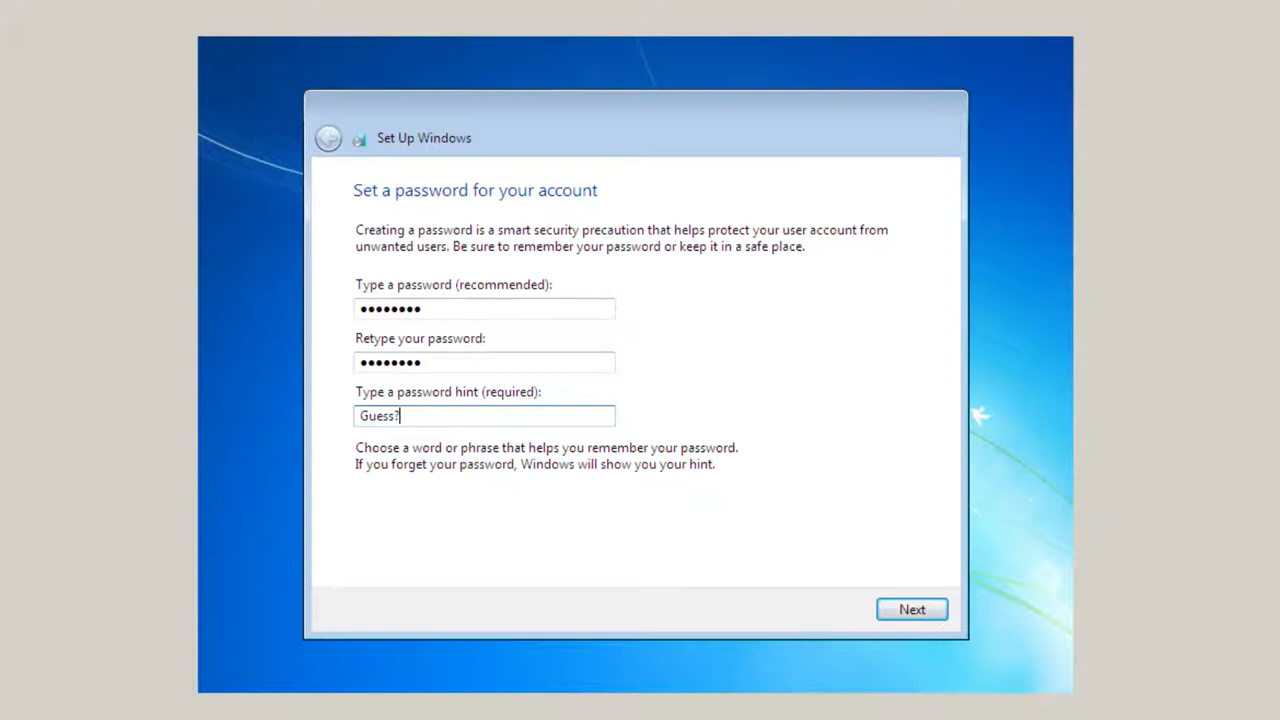 Set Up Windows
Set a password for your account
Creating a password is a smart security precaution that helps protect your user account from
unwanted users. Be sure to remember your password or keep it in a safe place.
Type a password (recommended):
••••••••
Retype your password:
••••••••
Type a password hint (required):
Guess?
Choose a word or phrase that helps you remember your password.
If you forget your password, Windows will show you your hint.
Next